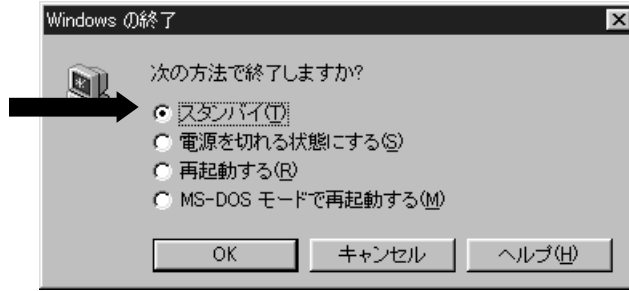 Windows の終了
次の方法で終了しますか?
スタンバイ(T)
電源を切れる状態にする(S)
再起動する(R)
MS-DOS モードで再起動する(M)
OK キャンセル ヘルプ(H)